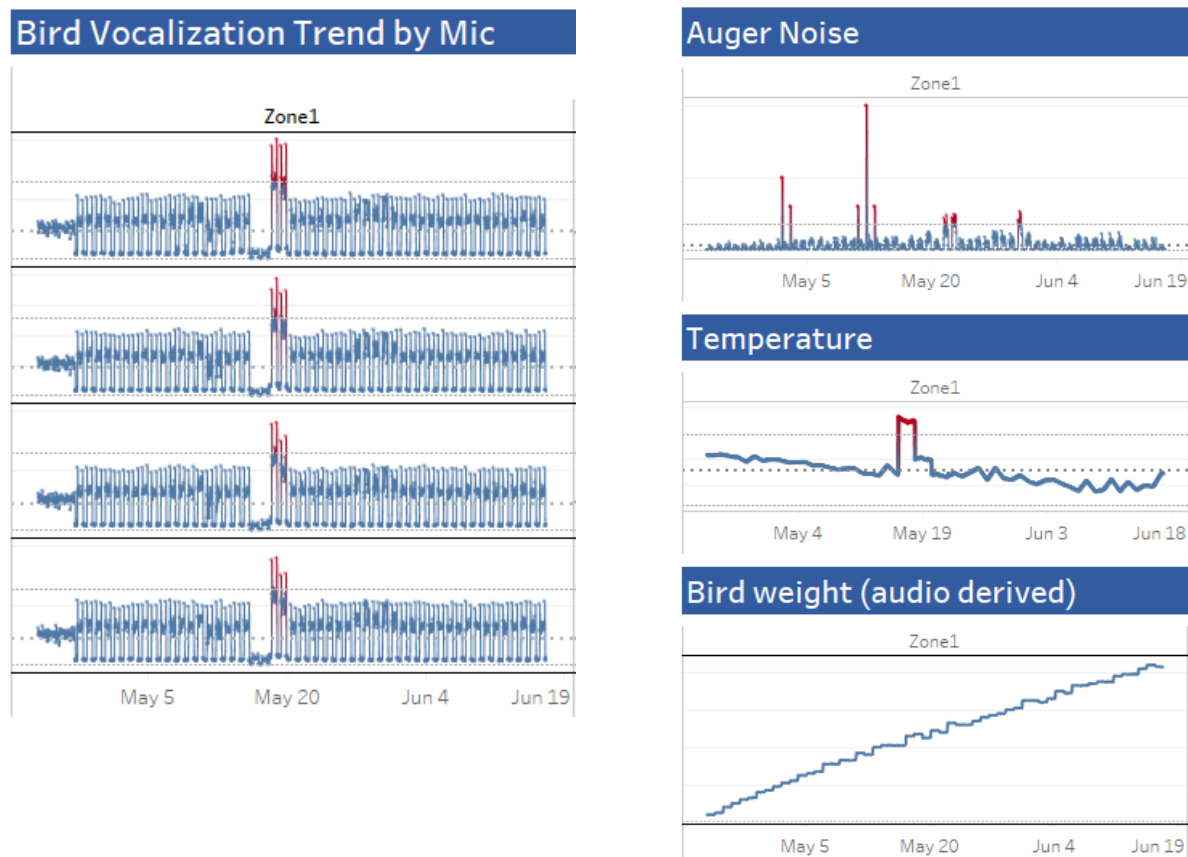 Bird Vocalization Trend by Mic
Zone1
May 5
May 20
Jun 4
Jun 19
Auger Noise
Zone1
May 5
May 20
Jun 4
Jun 19
Temperature
Zone1
May 4
May 19
Jun 3
Jun 18
Bird weight (audio derived)
Zone1
May 5
May 20
Jun 4
Jun 19